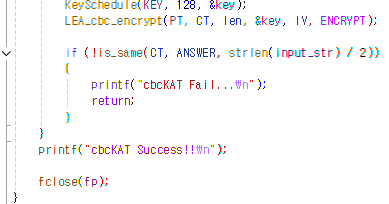 KeySchedule(KEY, 128, &key);
LEA_cbc_encrypt(PT, CT, len, &key, IV, ENCRYPT);
if (!is_same(CT, ANSWER, strlen(input_str) / 2))
{
printf("cbcKAT Fail...₩n");
return;
}
}
printf("cbcKAT Success!!₩n");
fclose(fp);
}